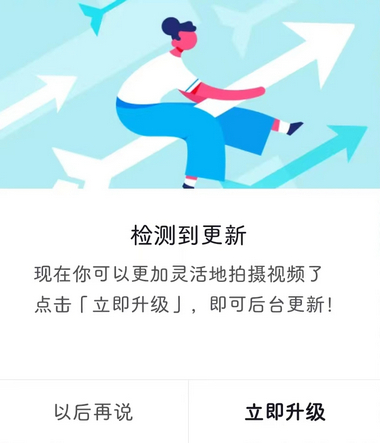 检测到更新
现在你可以更加灵活地拍摄视频了
点击「立即升级」，即可后台更新！
以后再说
立即升级